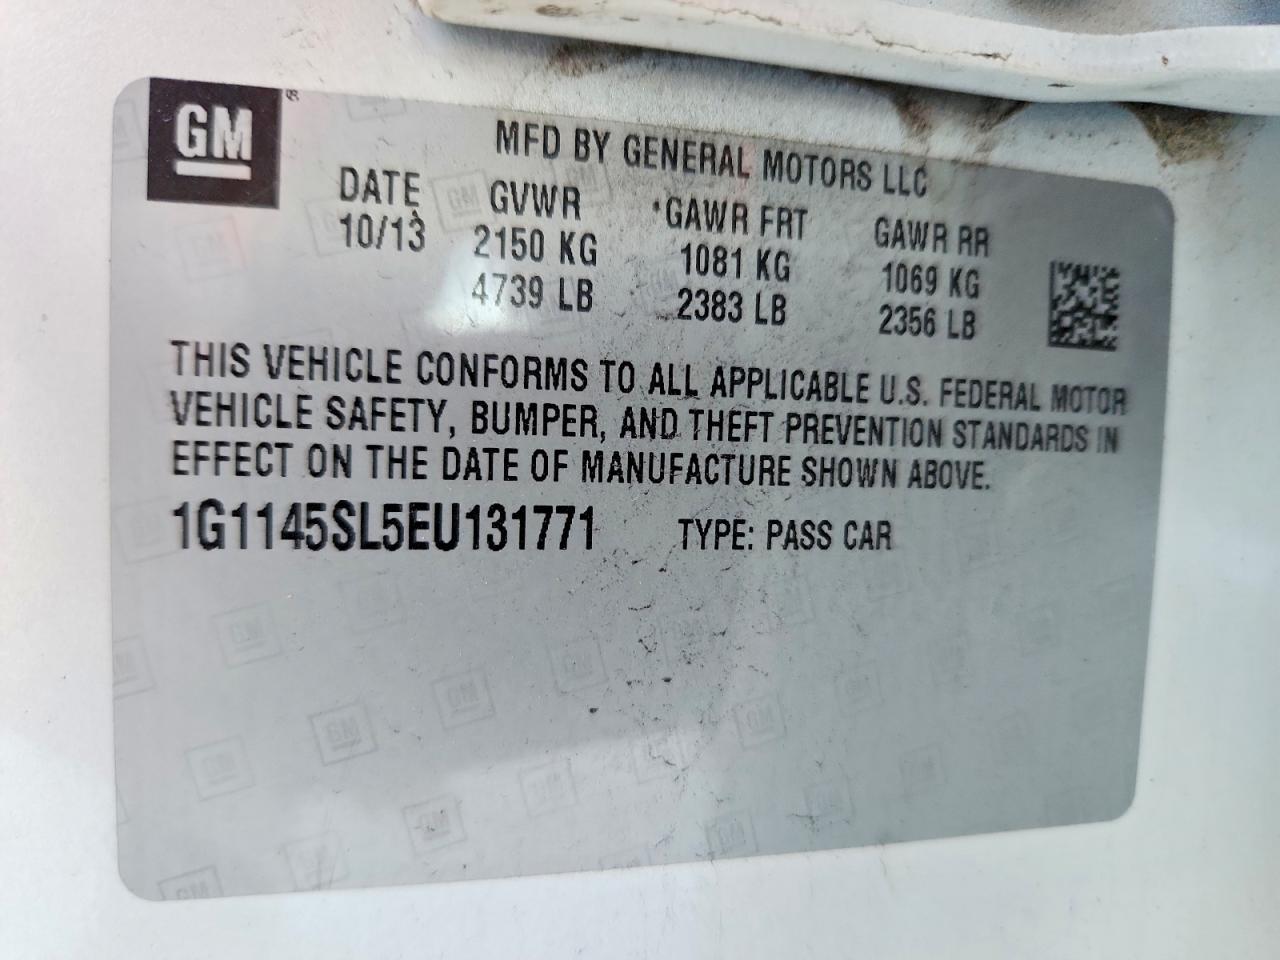 GM ®
MFD BY GENERAL MOTORS LLC
DATE GVWR GAWR FRT GAWR RR
10/13 2150 KG 1081 KG 1069 KG
4739 LB 2383 LB 2356 LB
THIS VEHICLE CONFORMS TO ALL APPLICABLE U.S. FEDERAL MOTOR
VEHICLE SAFETY, BUMPER, AND THEFT PREVENTION STANDARDS IN
EFFECT ON THE DATE OF MANUFACTURE SHOWN ABOVE.
1G1145SL5EU131771 TYPE: PASS CAR